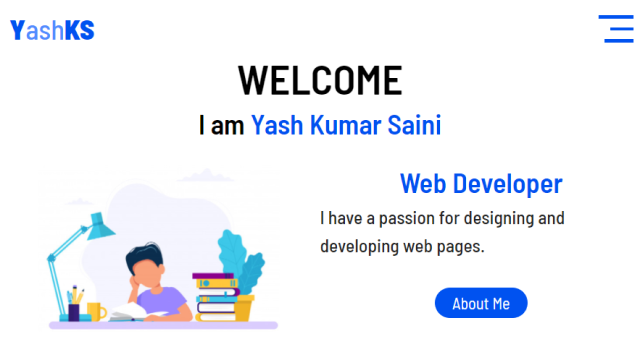 YashKS
WELCOME
I am Yash Kumar Saini
Web Developer
I have a passion for designing and
developing web pages.
About Me